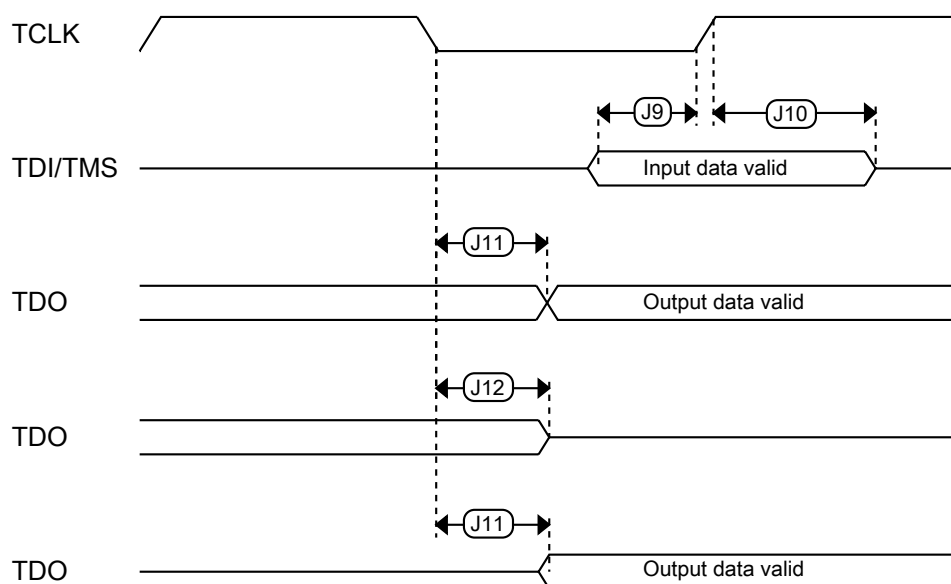 TCLK
J9
J10
TDI/TMS
Input data valid
J11
TDO
Output data valid
J12
TDO
J11
TDO
Output data valid